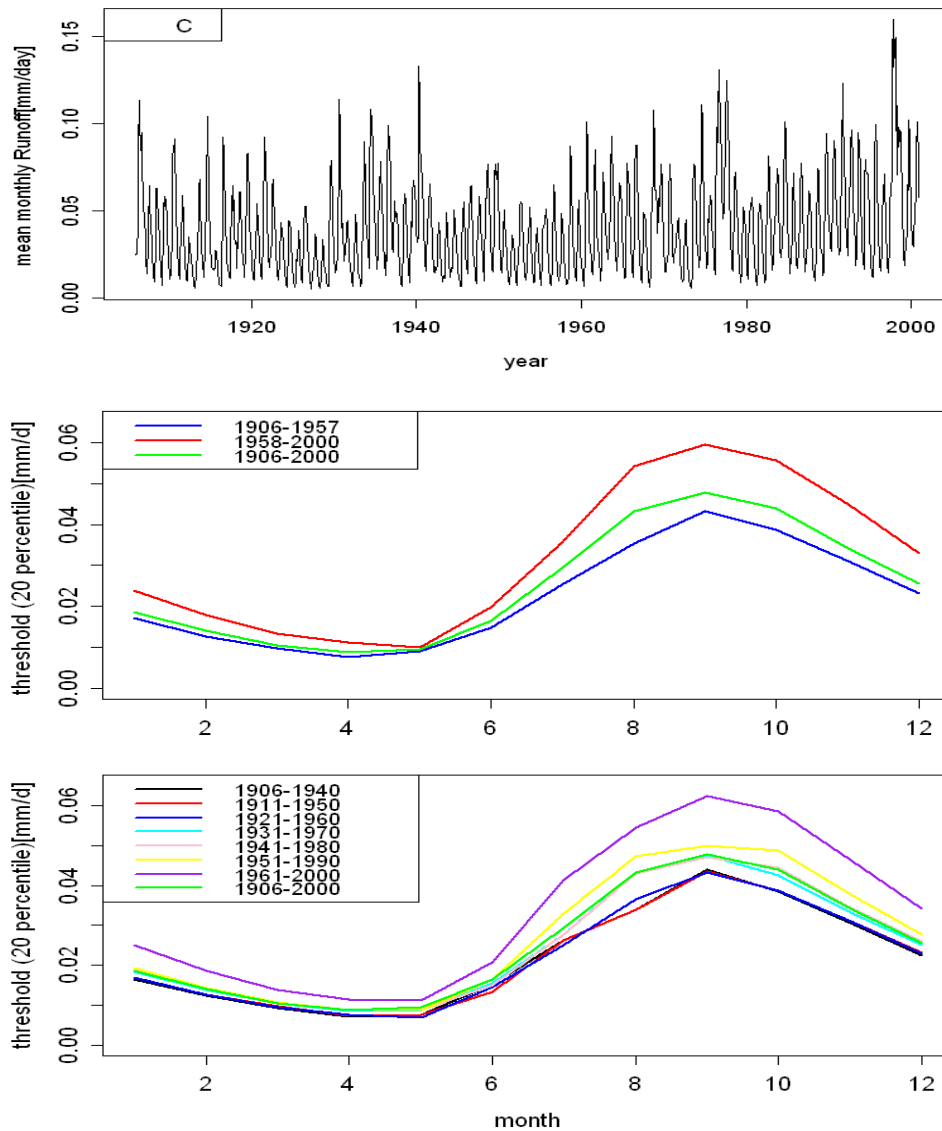 C
mean monthly Runoff[mm/day]
0.15
0.10
0.05
0.00
1920 1940 1960 1980 2000
year
1906-1957
1958-2000
1906-2000
threshold (20 percentile)[mm/d]
0.06
0.04
0.02
0.00
2 4 6 8 10 12
1906-1940
1911-1950
1921-1960
1931-1970
1941-1980
1951-1990
1961-2000
1906-2000
threshold (20 percentile)[mm/d]
0.06
0.04
0.02
0.00
2 4 6 8 10 12
month